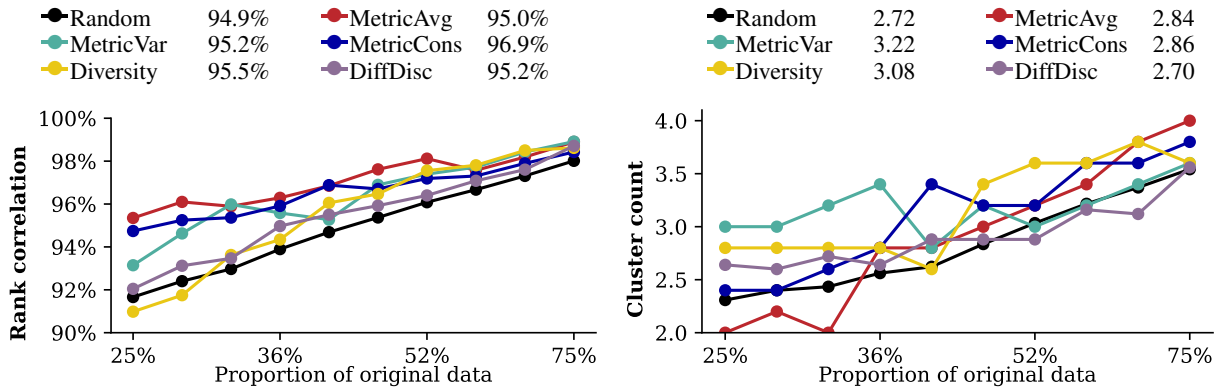 Random 94.9% MetricAvg 95.0%
MetricVar 95.2% MetricCons 96.9%
Diversity 95.5% DiffDisc 95.2%
Rank correlation
100%
98%
96%
94%
92%
90%
25% 36% 52% 75%
Proportion of original data
Random 2.72 MetricAvg 2.84
MetricVar 3.22 MetricCons 2.86
Diversity 3.08 DiffDisc 2.70
Cluster count
4.0
3.5
3.0
2.5
2.0
25% 36% 52% 75%
Proportion of original data